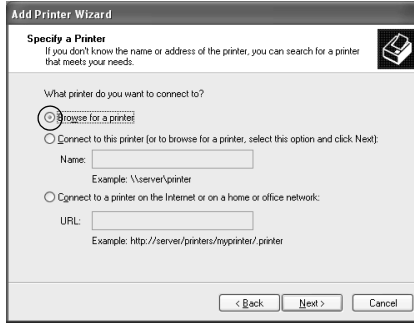 Add Printer Wizard
Specify a Printer
If you don't know the name or address of the printer, you can search for a printer
that meets your needs.
What printer do you want to connect to?
Browse for a printer
Connect to this printer (or to browse for a printer, select this option and click Next):
Name:
Example: \\server\printer
Connect to a printer on the Internet or on a home or office network:
URL:
Example: http://server/printers/myprinter/.printer
< Back
Next >
Cancel